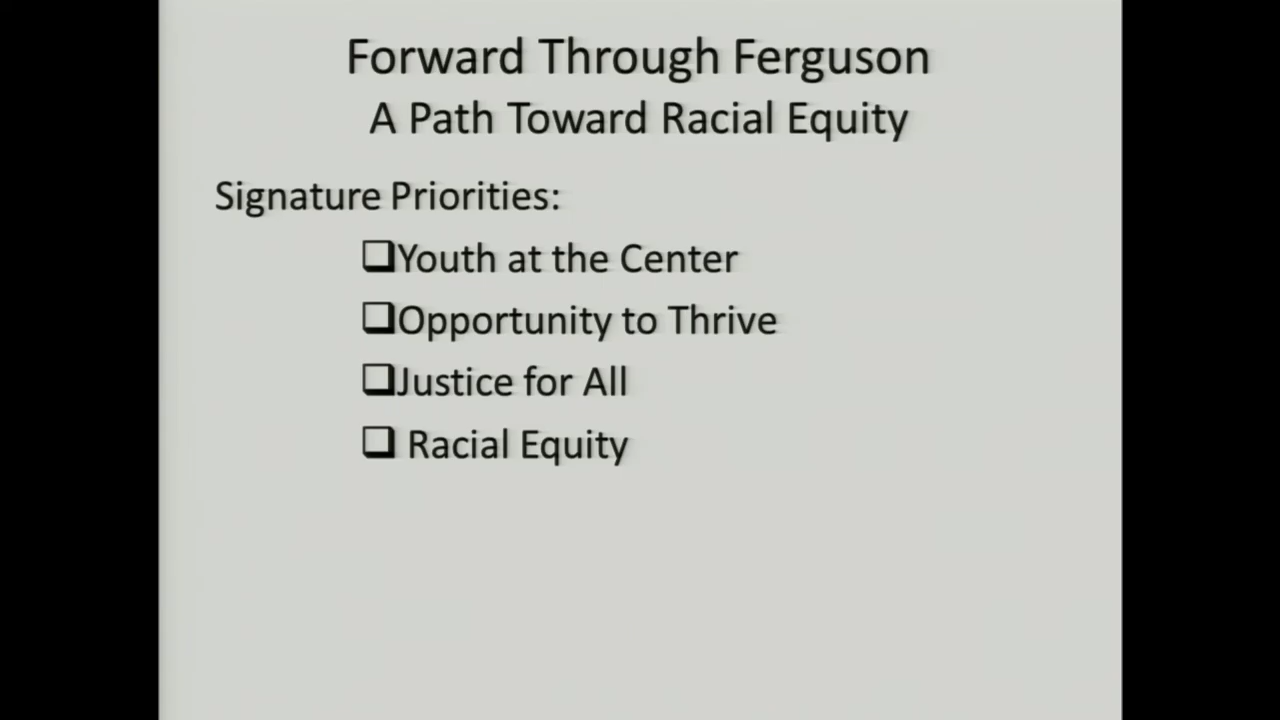 Forward Through Ferguson
A Path Toward Racial Equity
Signature Priorities:
❑Youth at the Center
❑Opportunity to Thrive
❑Justice for All
❑ Racial Equity